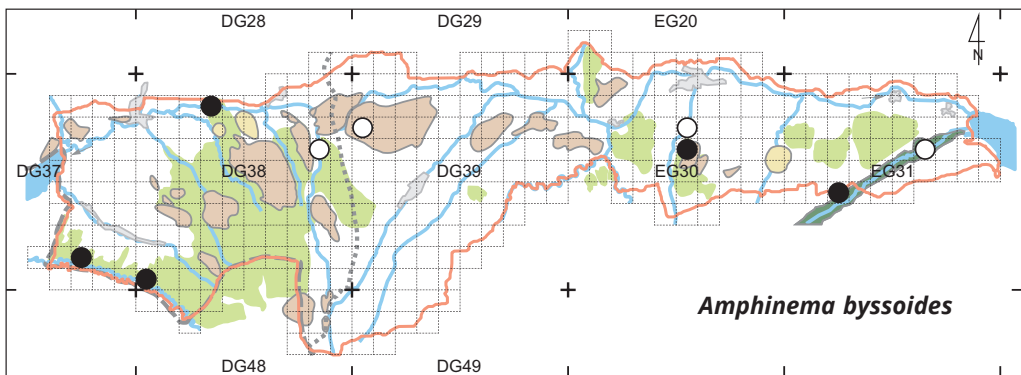 DG28 DG29 EG20
N
DG37 DG38 DG39 EG30 EG31
Amphinema byssoides
DG48 DG49